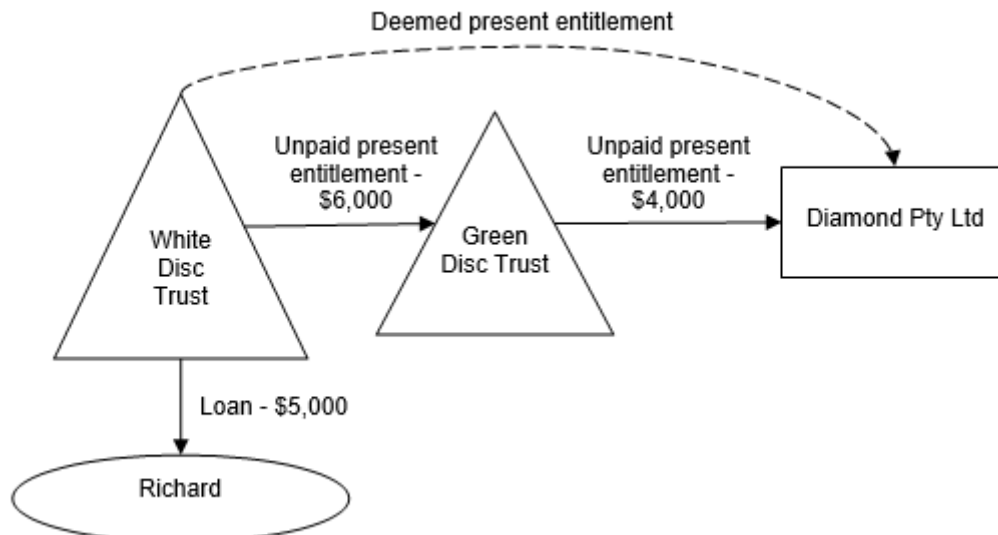 Deemed present entitlement
Unpaid present
entitlement -
$6,000
Unpaid present
entitlement -
$4,000
Diamond Pty Ltd
White
Disc
Trust
Green
Disc Trust
Loan - $5,000
Richard